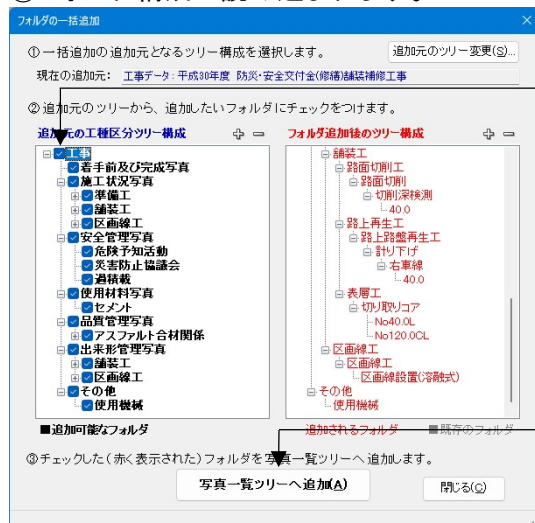 フォルダの一括追加
①一括追加の追加元となるツリー構成を選択します。
追加元のツリー変更(S)...
現在の追加元: 工事データ:平成30年度 防災・安全交付金(修繕)舗装補修工事
②追加元のツリーから、追加したいフォルダにチェックをつけます。
追加元の工種区分ツリー構成
工事
着手前及び完成写真
施工状況写真
準備工
舗装工
区画線工
安全管理写真
危険予知活動
災害防止協議会
過積載
使用材料写真
セメント
品質管理写真
アスファルト合材関係
出来形管理写真
舗装工
区画線工
その他
使用機械
■追加可能なフォルダ
フォルダ追加後のツリー構成
舗装工
路面切削工
路面切削
切削深検測
40.0
路上再生工
路上路盤再生工
計り下げ
右車線
40.0
表層工
切り取りコア
No40.0L
No120.0CL
区画線工
区画線工
区画線設置(溶融式)
その他
使用機械
追加されるフォルダ ■既存のフォルダ
③チェックした(赤く表示された)フォルダを写真一覧ツリーへ追加します。
写真一覧ツリーへ追加(A)
閉じる(C)